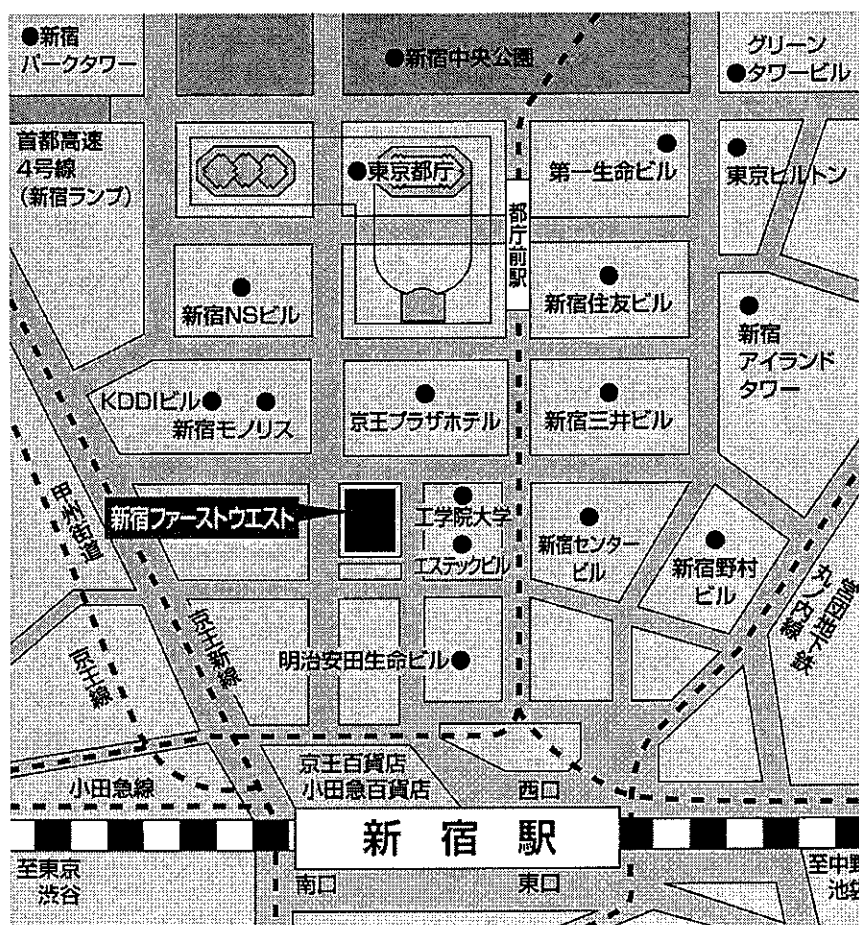 新宿
パークタワー
新宿中央公園
グリーン
タワービル
首都高速
4号線
(新宿ランプ)
東京都庁
第一生命ビル
東京ヒルトン
都庁前駅
新宿NSビル
新宿住友ビル
新宿
アイランド
タワー
KDDIビル
新宿モノリス
京王プラザホテル
新宿三井ビル
甲州街道
新宿ファーストウエスト
工学院大学
エステックビル
新宿センター
ビル
新宿野村
ビル
営団地下鉄
丸ノ内線
京王線
京王新線
明治安田生命ビル
小田急線
京王百貨店
小田急百貨店
西口
新宿駅
至東京
渋谷
南口
東口
至中野
池袋